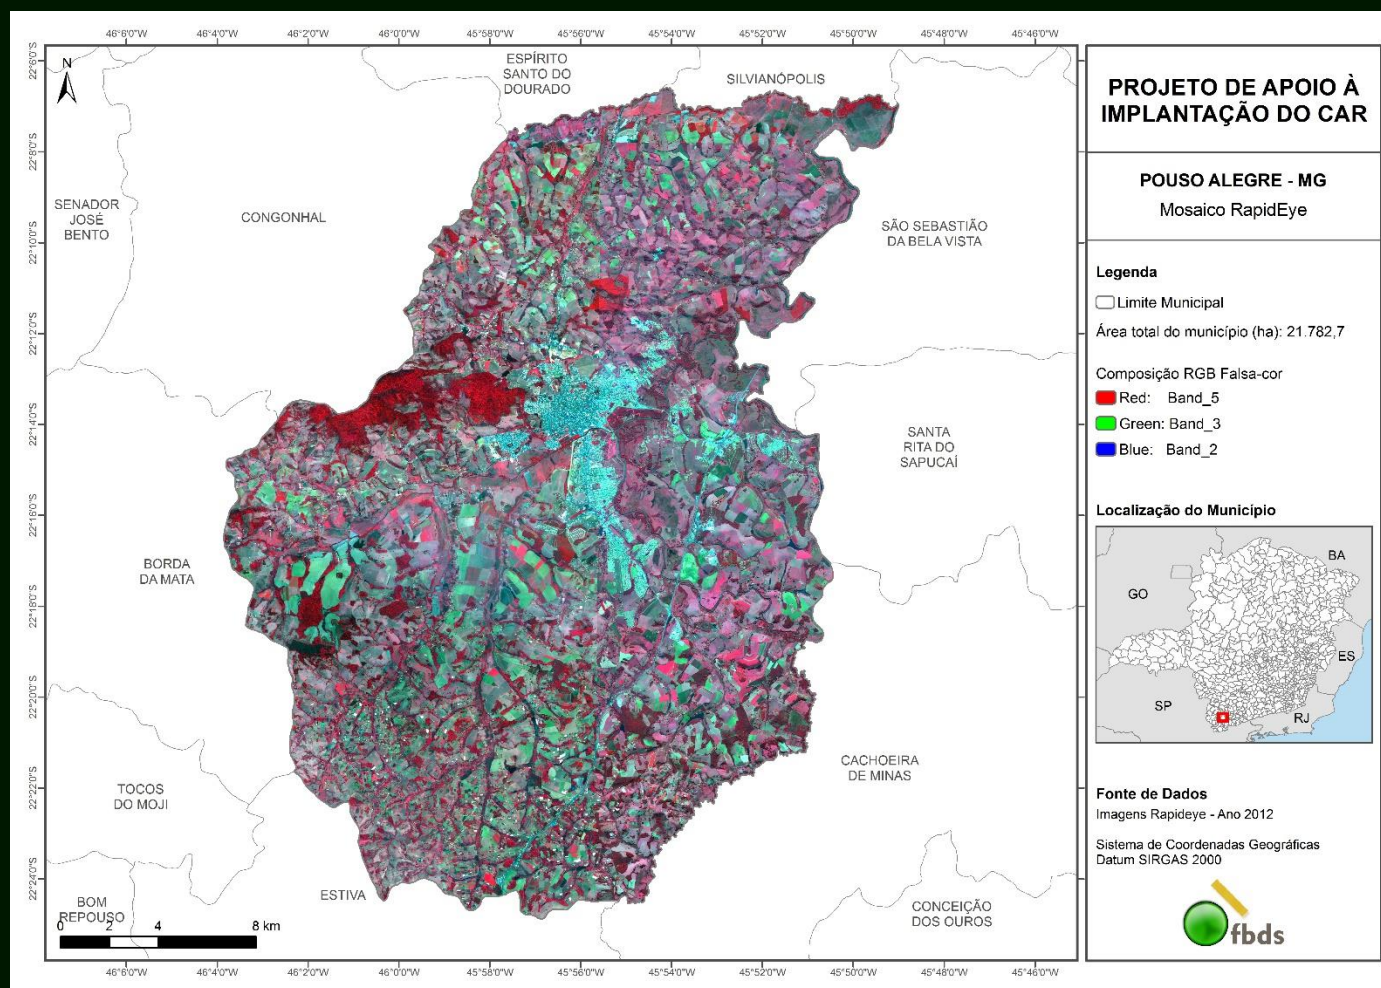 46°6'0"W 46°4'0"W 46°2'0"W 46°0'0"W 45°58'0"W 45°56'0"W 45°54'0"W 45°52'0"W 45°50'0"W 45°48'0"W 45°46'0"W
22°6'0"S
22°8'0"S
22°10'0"S
22°12'0"S
22°14'0"S
22°16'0"S
22°18'0"S
22°20'0"S
22°22'0"S
22°24'0"S
N
ESPÍRITO
SANTO DO
DOURADO
SILVIANÓPOLIS
SENADOR
JOSÉ
BENTO
CONGONHAL
SÃO SEBASTIÃO
DA BELA VISTA
SANTA
RITA DO
SAPUCAÍ
BORDA
DA MATA
CACHOEIRA
DE MINAS
TOCOS
DO MOJI
ESTIVA
BOM
REPOUSO
CONCEIÇÃO
DOS OUROS
0 2 4 8 km
46°6'0"W 46°4'0"W 46°2'0"W 46°0'0"W 45°58'0"W 45°56'0"W 45°54'0"W 45°52'0"W 45°50'0"W 45°48'0"W 45°46'0"W
PROJETO DE APOIO À
IMPLANTAÇÃO DO CAR
POUSO ALEGRE - MG
Mosaico RapidEye
Legenda
Limite Municipal
Área total do município (ha): 21.782,7
Composição RGB Falsa-cor
Red: Band_5
Green: Band_3
Blue: Band_2
Localização do Município
BA
GO
ES
SP
RJ
Fonte de Dados
Imagens Rapideye - Ano 2012
Sistema de Coordenadas Geográficas
Datum SIRGAS 2000
fbds